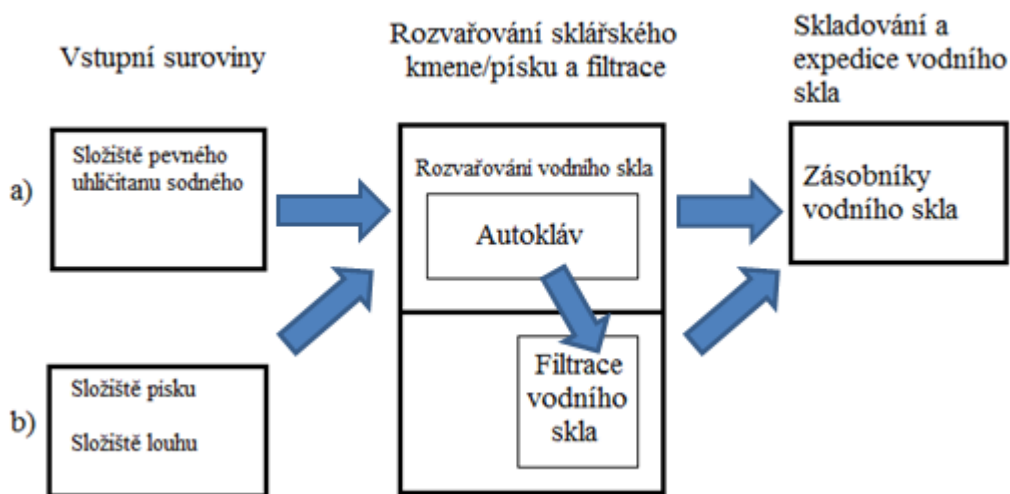 Vstupní suroviny
Rozvařování sklářského
kmene/písku a filtrace
Skladování a
expedice vodního
skla
a)
Složiště pevného
uhličitanu sodného
Rozvařování vodního skla
Autokláv
Zásobníky
vodního skla
b)
Složiště písku
Složiště louhu
Filtrace
vodního
skla